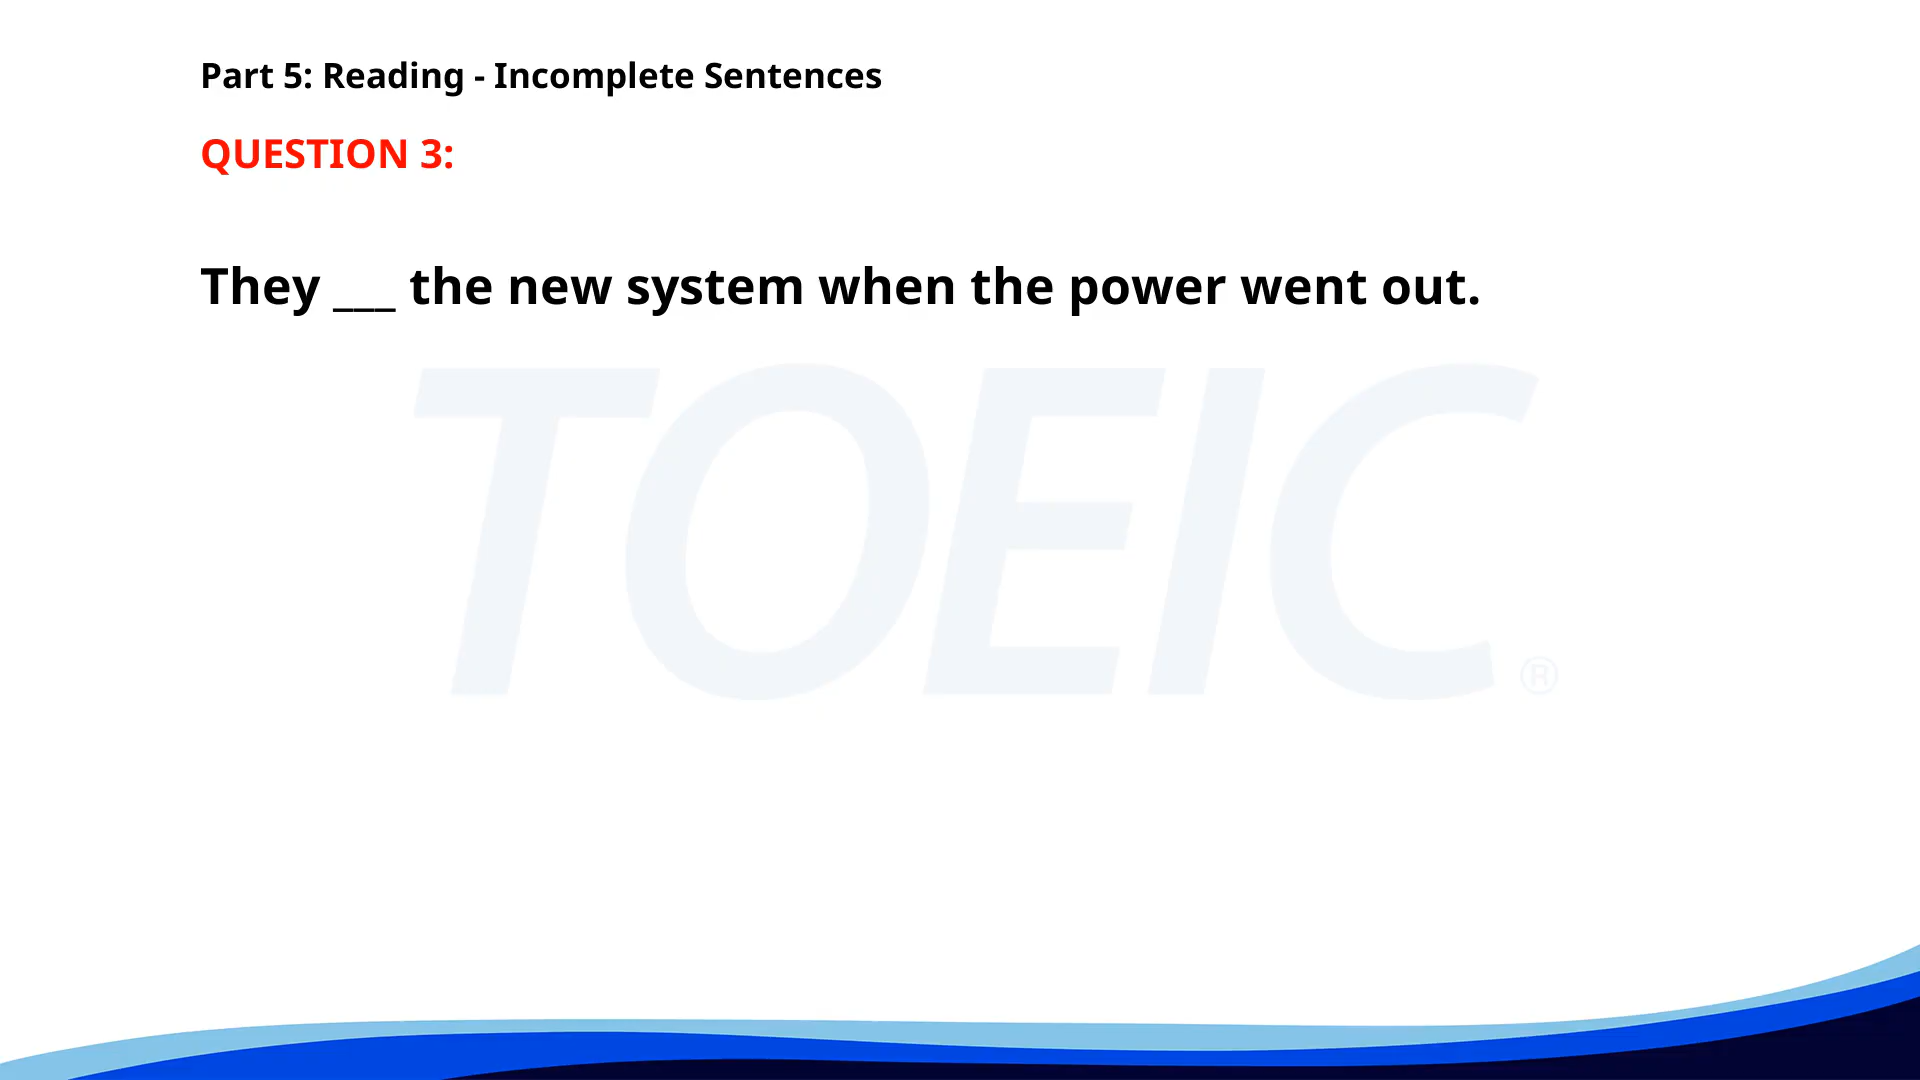 Part 5: Reading - Incomplete Sentences
QUESTION 3:
They ___ the new system when the power went out.
TOEIC®